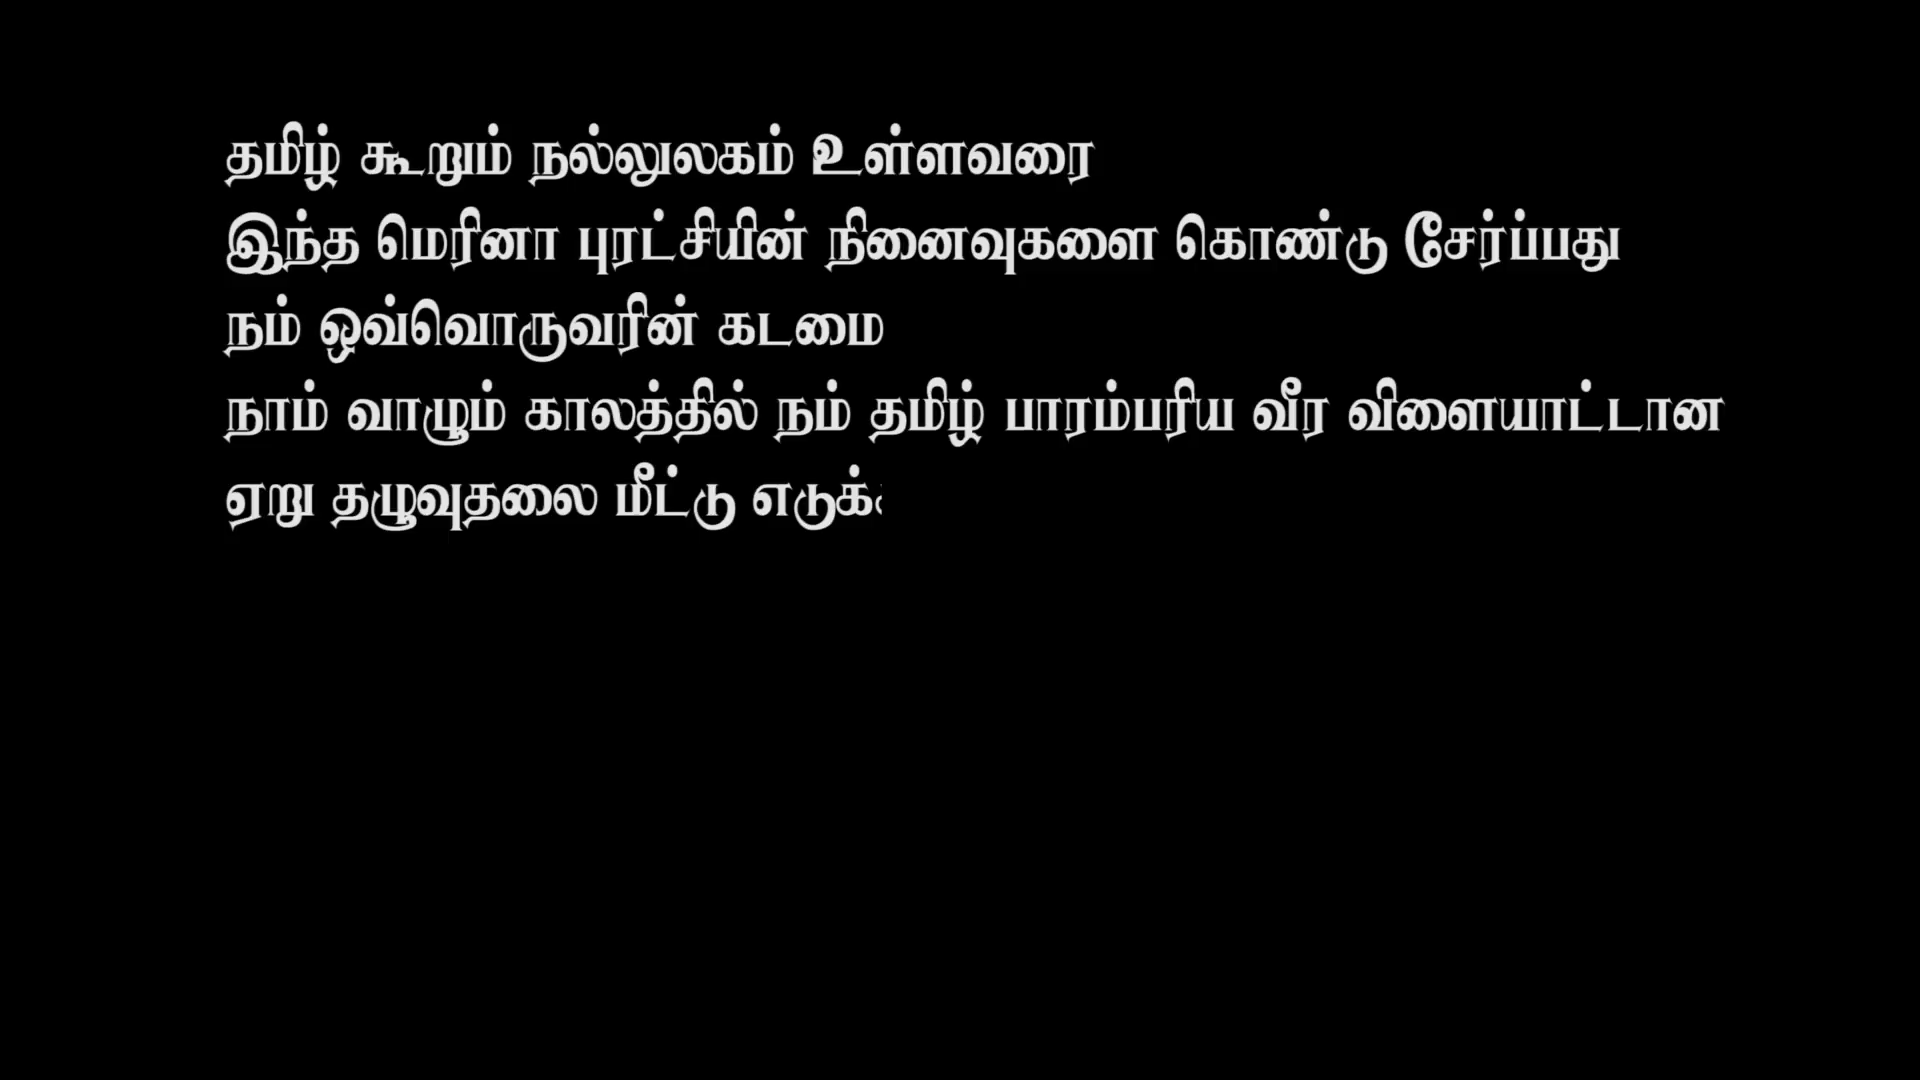 தமிழ் கூறும் நல்லுலகம் உள்ளவரை
இந்த மெரினா புரட்சியின் நினைவுகளை கொண்டு சேர்ப்பது
நம் ஒவ்வொருவரின் கடமை
நாம் வாழும் காலத்தில் நம் தமிழ் பாரம்பரிய வீர விளையாட்டான
ஏறு தழுவுதலை மீட்டு